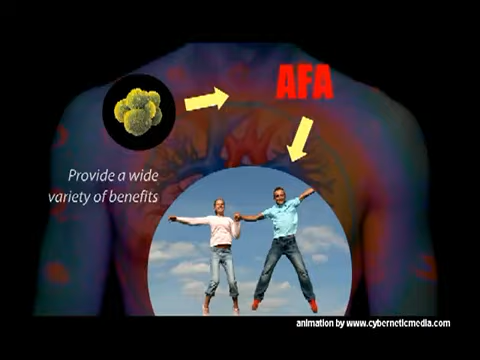 AFA
Provide a wide
variety of benefits
animation by www.cyberneticmedia.com